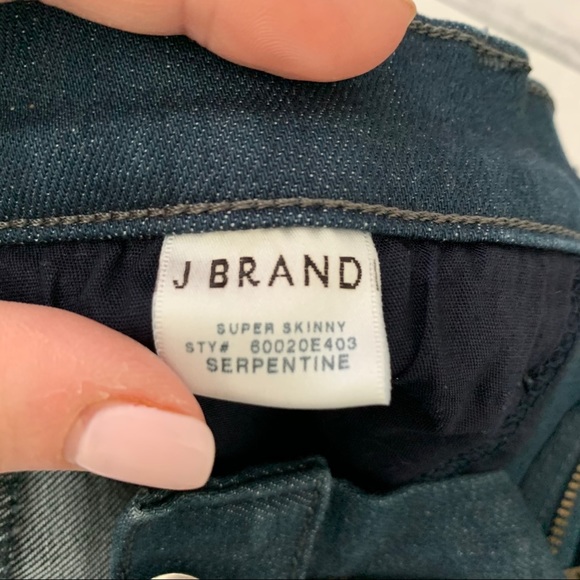 J BRAND
SUPER SKINNY
STY# 60020E403
SERPENTINE